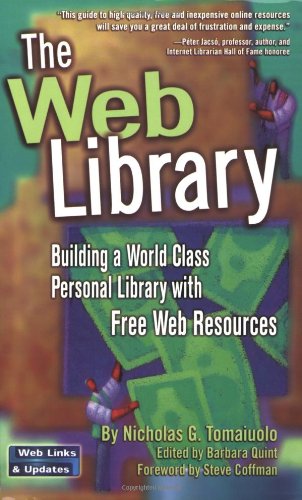 "This guide to high quality, free and inexpensive online resources
will save you a great deal of frustration and expense."
—Péter Jacsó, professor, author, and
Internet Librarian Hall of Fame honoree
The
Web
Library
Building a World Class
Personal Library with
Free Web Resources
By Nicholas G. Tomaiuolo
Edited by Barbara Quint
Foreword by Steve Coffman
Web Links
& Updates
Copyrighted Material